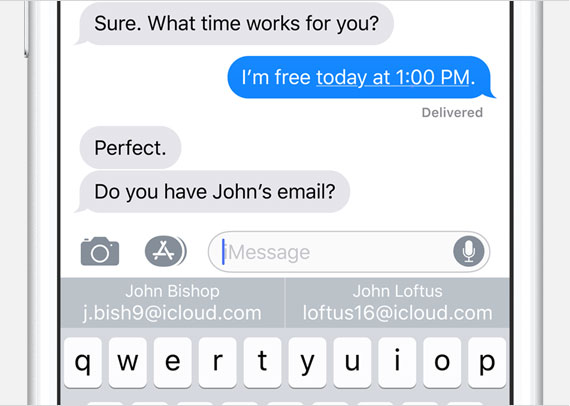 Sure. What time works for you?
I'm free today at 1:00 PM.
Delivered
Perfect.
Do you have John's email?
iMessage
John Bishop
j.bish9@icloud.com
John Loftus
loftus16@icloud.com
q w e r t y u i o p